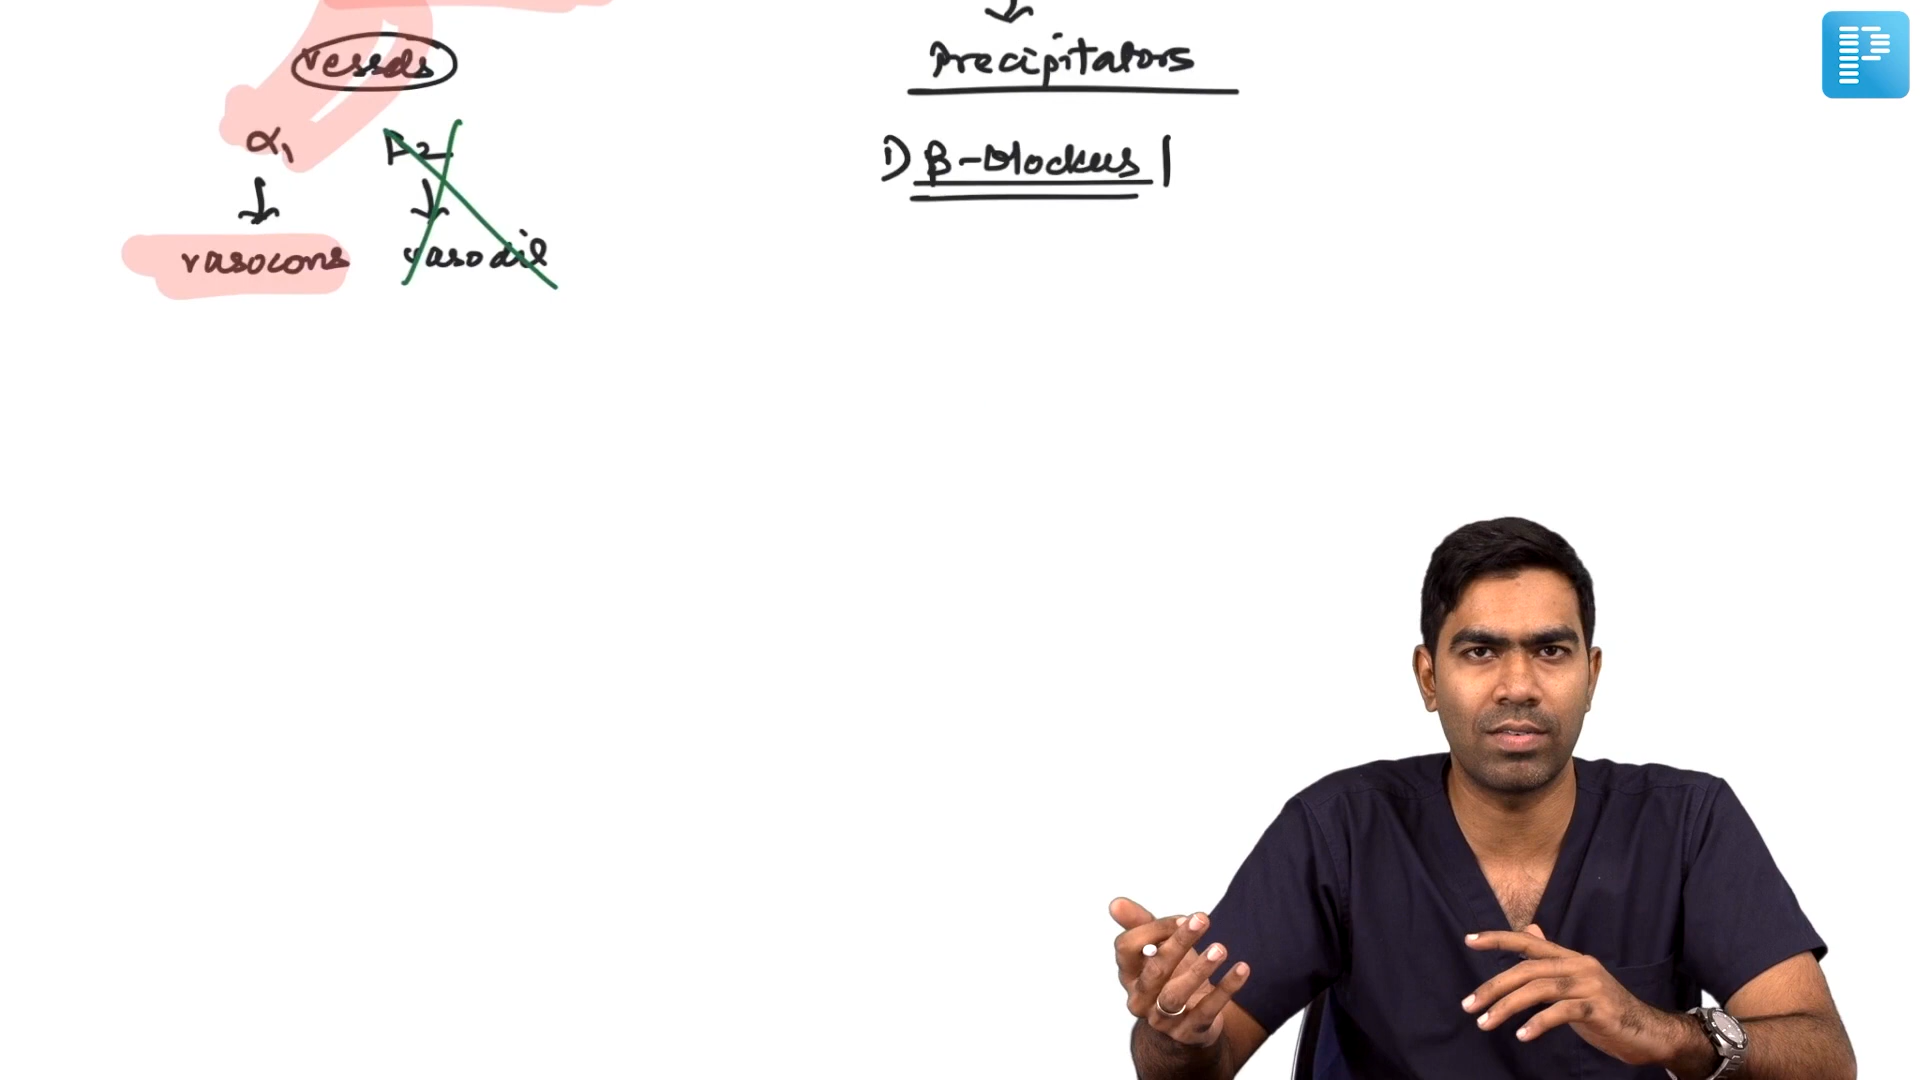 vessels
α₁ β2
↓ ↓
vasocons vasodil
↓
Precipitators
1) β-blockers |